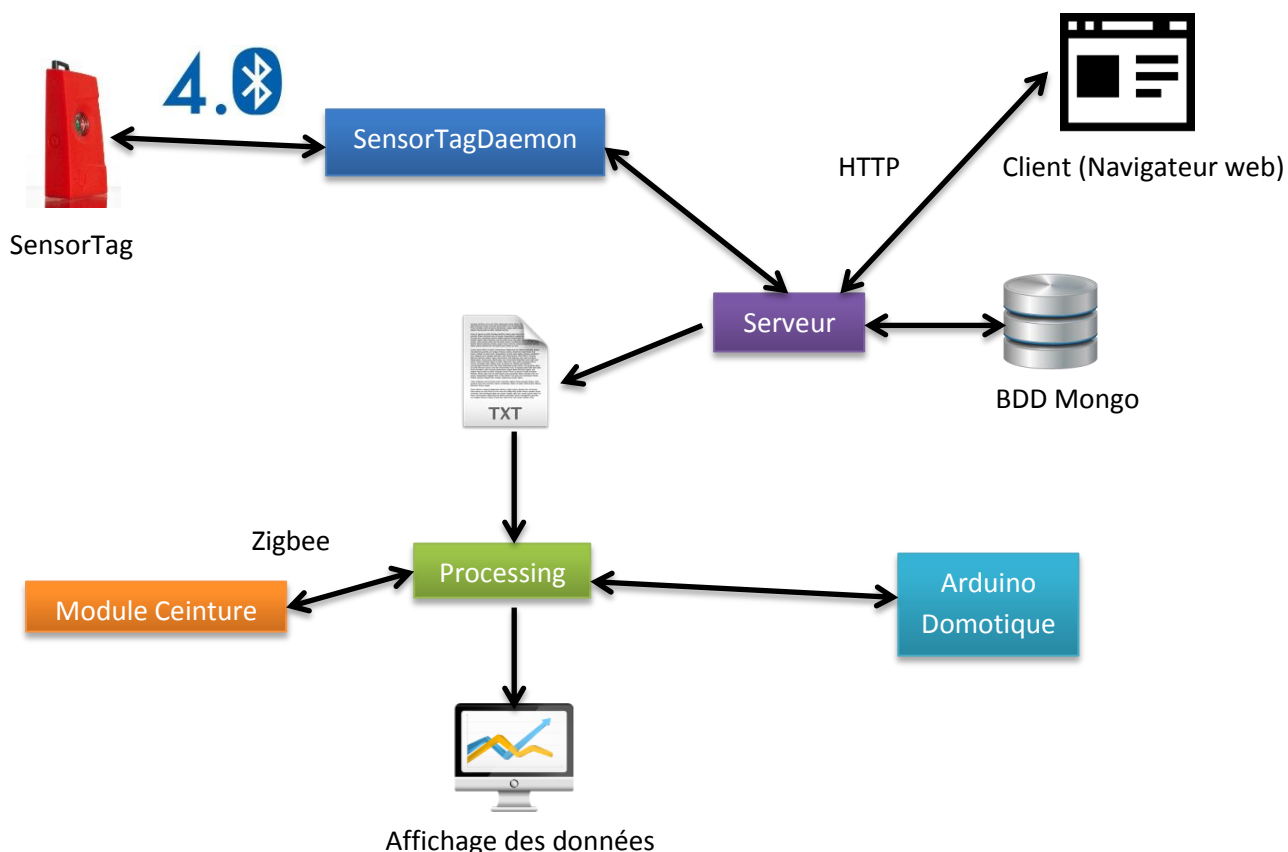 4.0
SensorTagDaemon
HTTP
Client (Navigateur web)
SensorTag
Serveur
BDD Mongo
TXT
Zigbee
Processing
Module Ceinture
Arduino
Domotique
Affichage des données